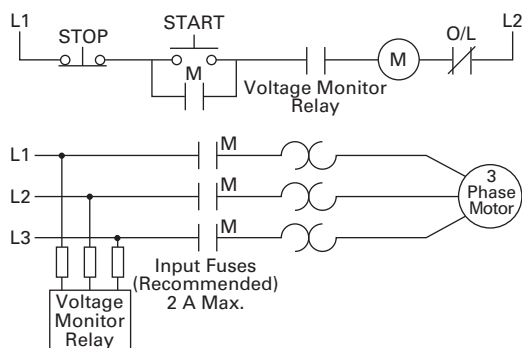 L1
L2
STOP
START
O/L
M
M
Voltage Monitor
Relay
L1
M
L2
M
L3
M
3
Phase
Motor
Input Fuses
(Recommended)
2 A Max.
Voltage
Monitor
Relay